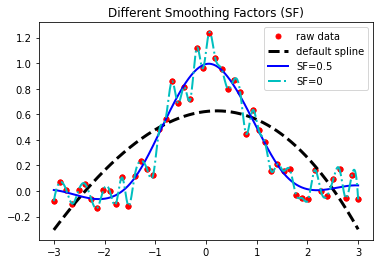 Different Smoothing Factors (SF)
1.2
1.0
0.8
0.6
0.4
0.2
0.0
−0.2
raw data
default spline
SF=0.5
SF=0
−3 −2 −1 0 1 2 3